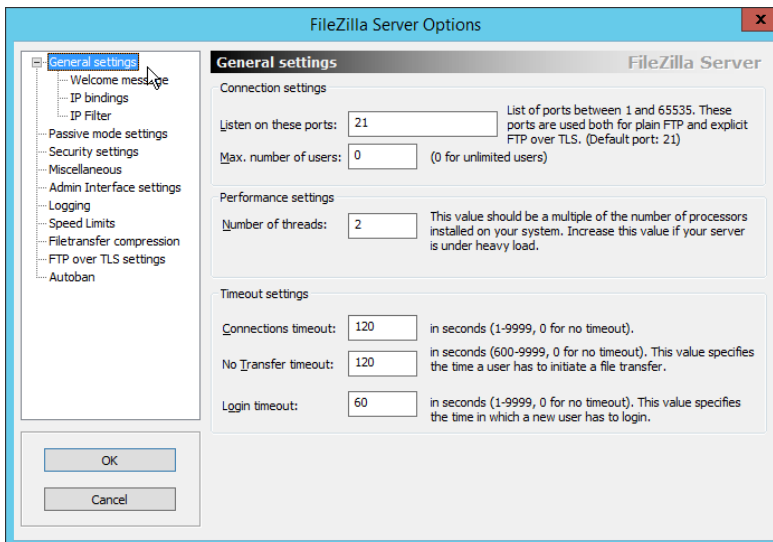 FileZilla Server Options
x
General settings
Welcome message
IP bindings
IP Filter
Passive mode settings
Security settings
Miscellaneous
Admin Interface settings
Logging
Speed Limits
Filetransfer compression
FTP over TLS settings
Autoban
OK
Cancel
General settings
FileZilla Server
Connection settings
Listen on these ports: 21
List of ports between 1 and 65535. These
ports are used both for plain FTP and explicit
FTP over TLS. (Default port: 21)
Max. number of users: 0 (0 for unlimited users)
Performance settings
Number of threads: 2
This value should be a multiple of the number of processors
installed on your system. Increase this value if your server
is under heavy load.
Timeout settings
Connections timeout: 120 in seconds (1-9999, 0 for no timeout).
No Transfer timeout: 120
in seconds (600-9999, 0 for no timeout). This value specifies
the time a user has to initiate a file transfer.
Login timeout: 60
in seconds (1-9999, 0 for no timeout). This value specifies
the time in which a new user has to login.